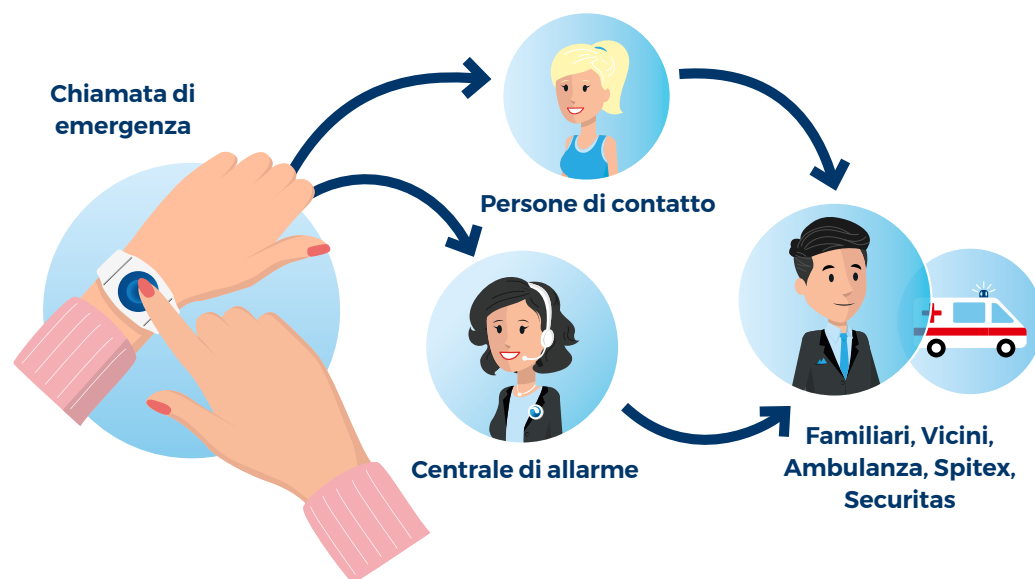 Chiamata di
emergenza
Persone di contatto
Centrale di allarme
Familiari, Vicini,
Ambulanza, Spitex,
Securitas